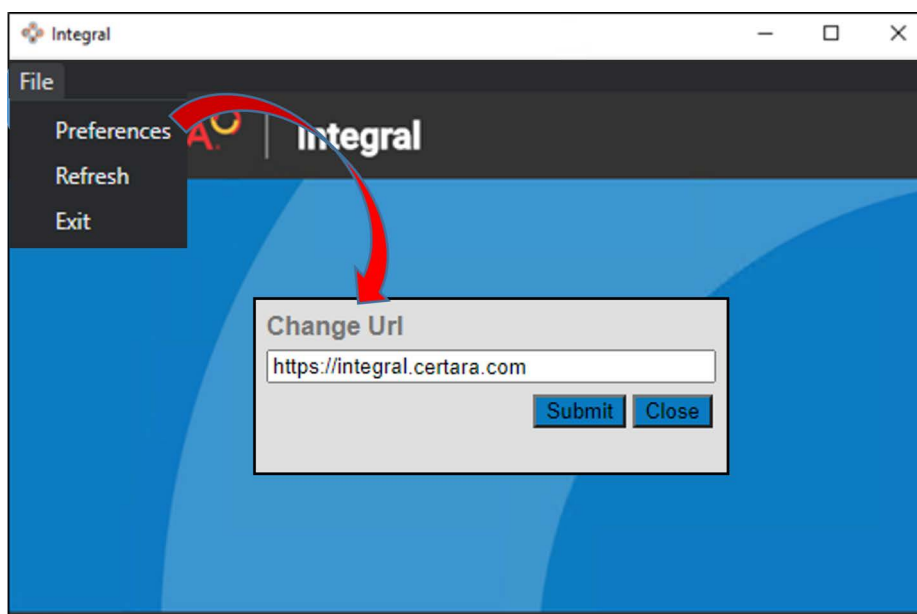 Integral
File
Preferences
A. Integral
Refresh
Exit
Change Url
https://integral.certara.com
Submit Close